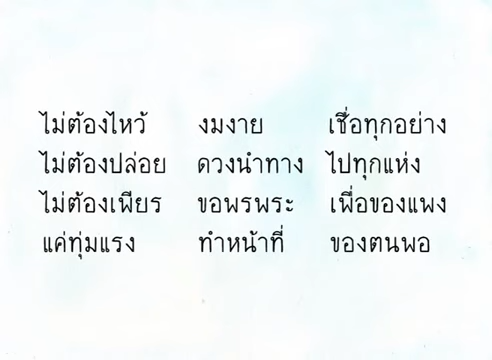 ไม่ต้องไหว้ งมงาย เชื่อทุกอย่าง
ไม่ต้องปล่อย ดวงนำทาง ไปทุกแห่ง
ไม่ต้องเพียร ขอพรพระ เพื่อของแพง
แค่ทุ่มแรง ทำหน้าที่ ของตนพอ